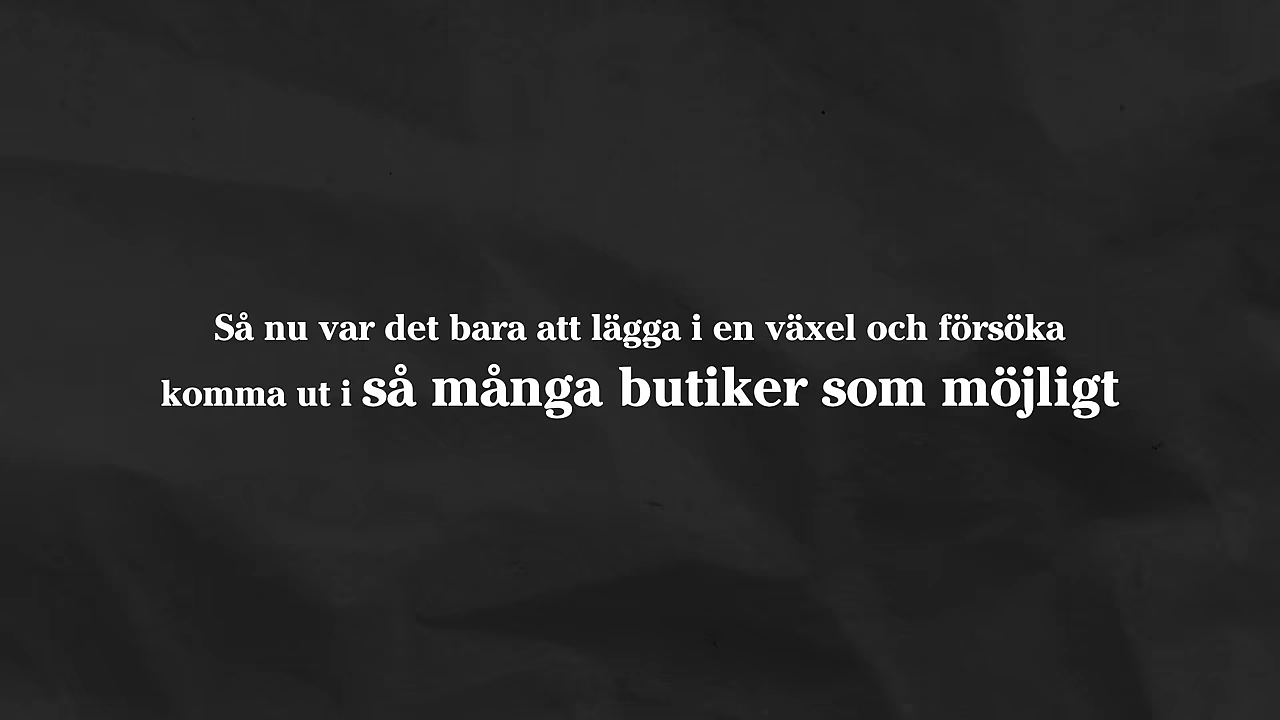 Så nu var det bara att lägga i en växel och försöka
komma ut i så många butiker som möjligt